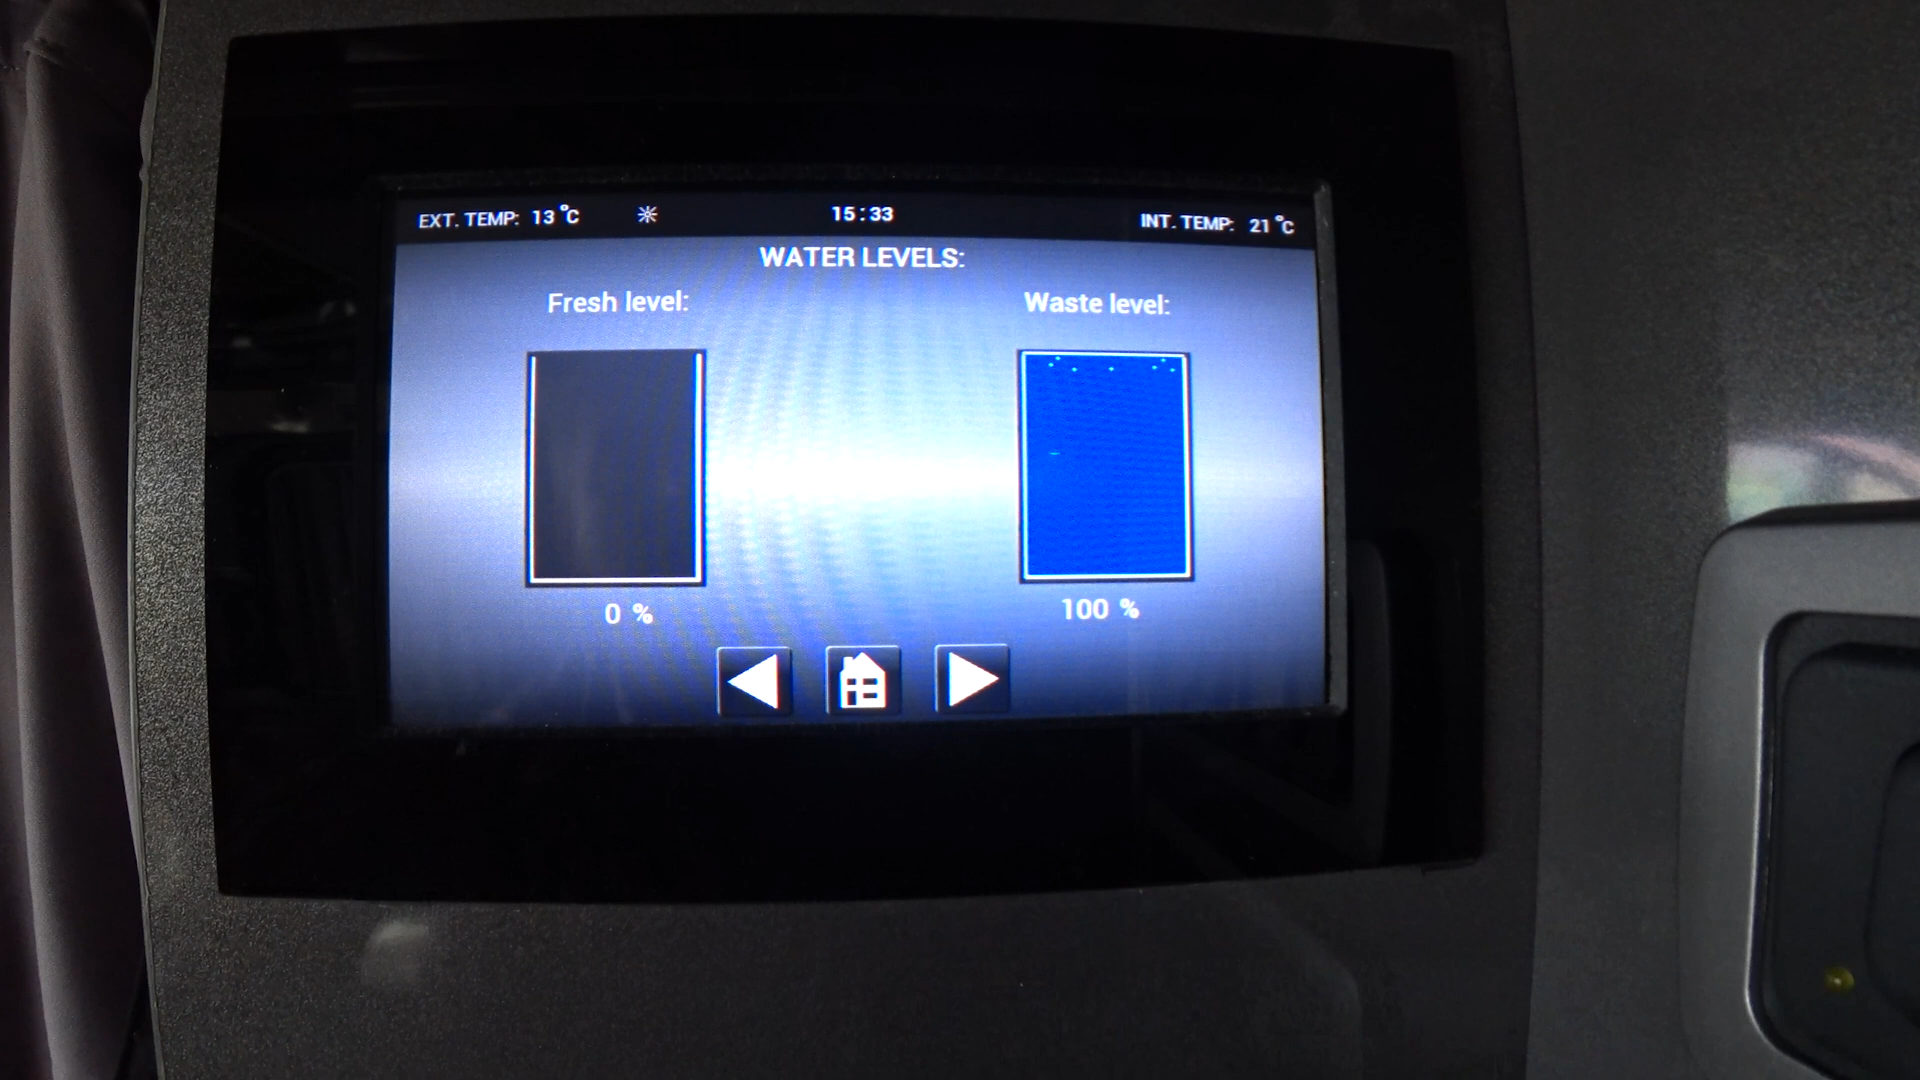 EXT. TEMP: 13 °C 15:33 INT. TEMP: 21 °C
WATER LEVELS:
Fresh level: Waste level:
0 % 100 %